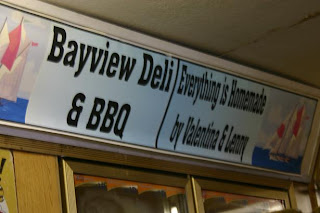 Bayview Deli
& BBQ
Everything is Homemade
by Valentina & Lenny